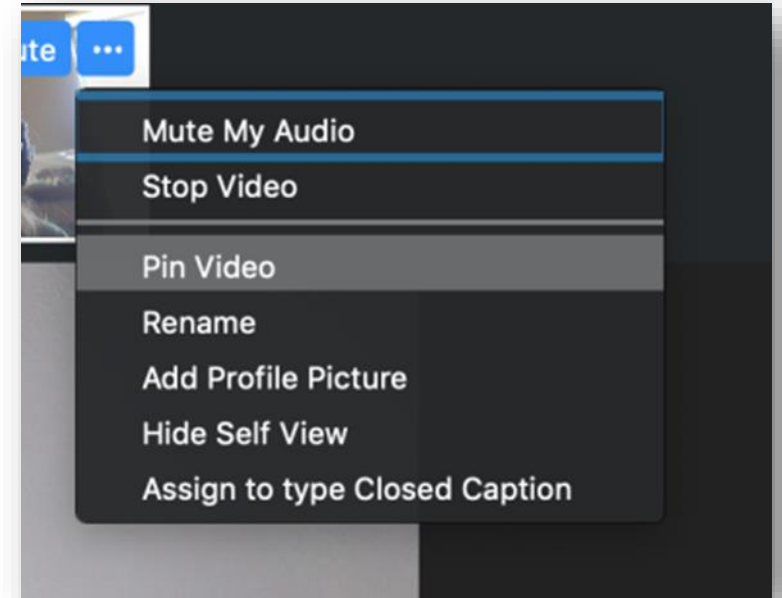 ute ...
Mute My Audio
Stop Video
Pin Video
Rename
Add Profile Picture
Hide Self View
Assign to type Closed Caption